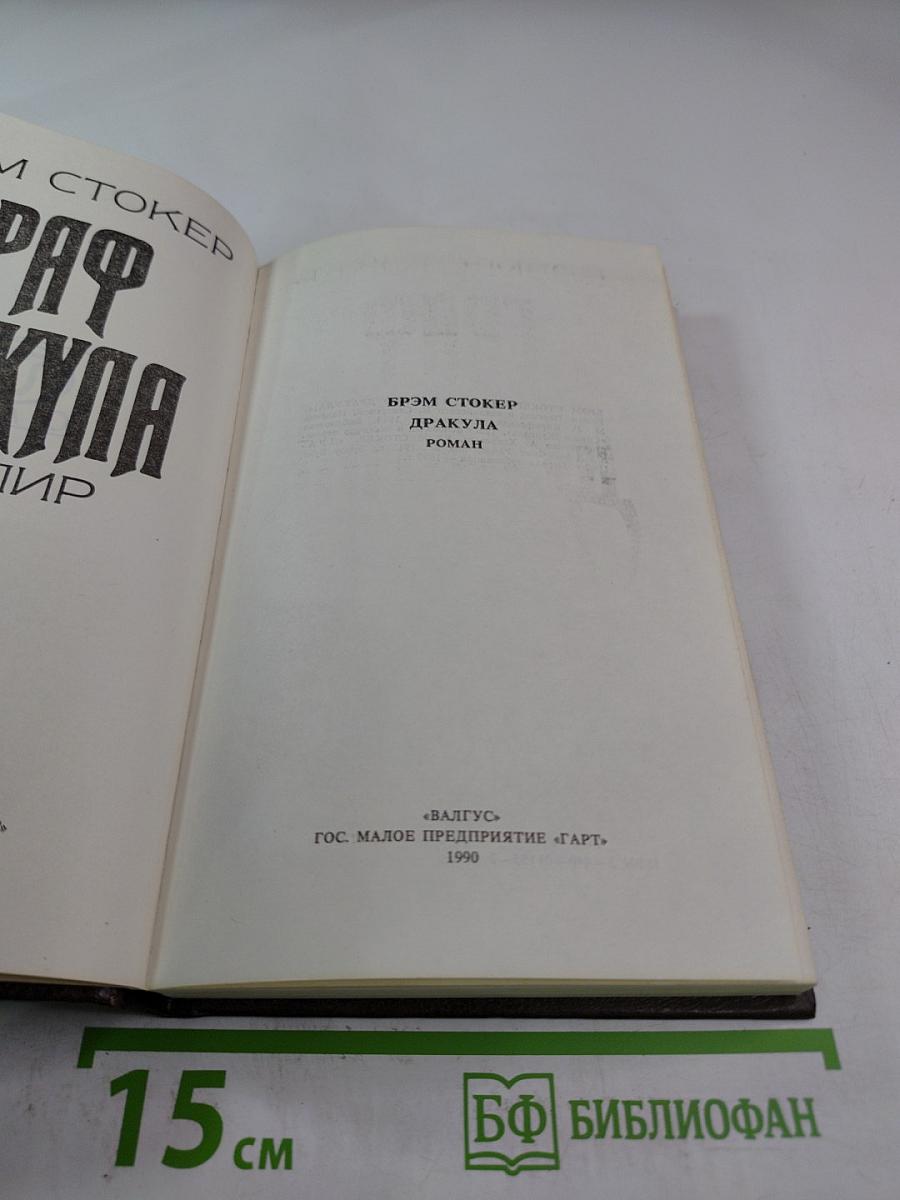 М СТОКЕР
РАФ
КУЛА
ПИР
БРЭМ СТОКЕР
ДРАКУЛА
РОМАН
«ВАЛГУС»
ГОС. МАЛОЕ ПРЕДПРИЯТИЕ «ГАРТ»
1990
15 см
БФ БИБЛИОФАН